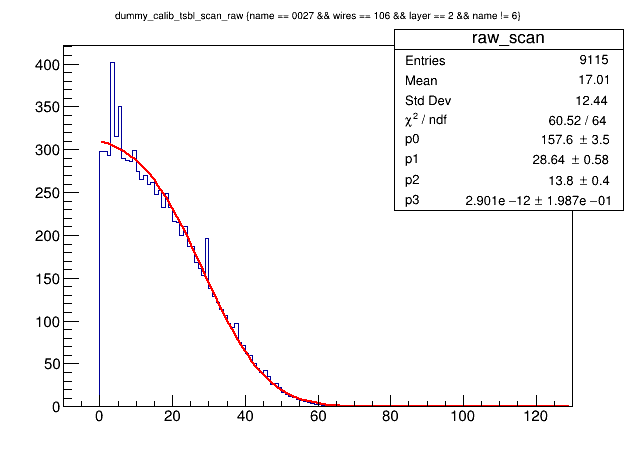 dummy_calib_tsbl_scan_raw {name == 0027 && wires == 106 && layer == 2 && name != 6}
raw_scan
Entries 9115
Mean 17.01
Std Dev 12.44
χ² / ndf 60.52 / 64
p0 157.6 ± 3.5
p1 28.64 ± 0.58
p2 13.8 ± 0.4
p3 2.901e −12 ± 1.987e −01
400
350
300
250
200
150
100
50
0
0 20 40 60 80 100 120